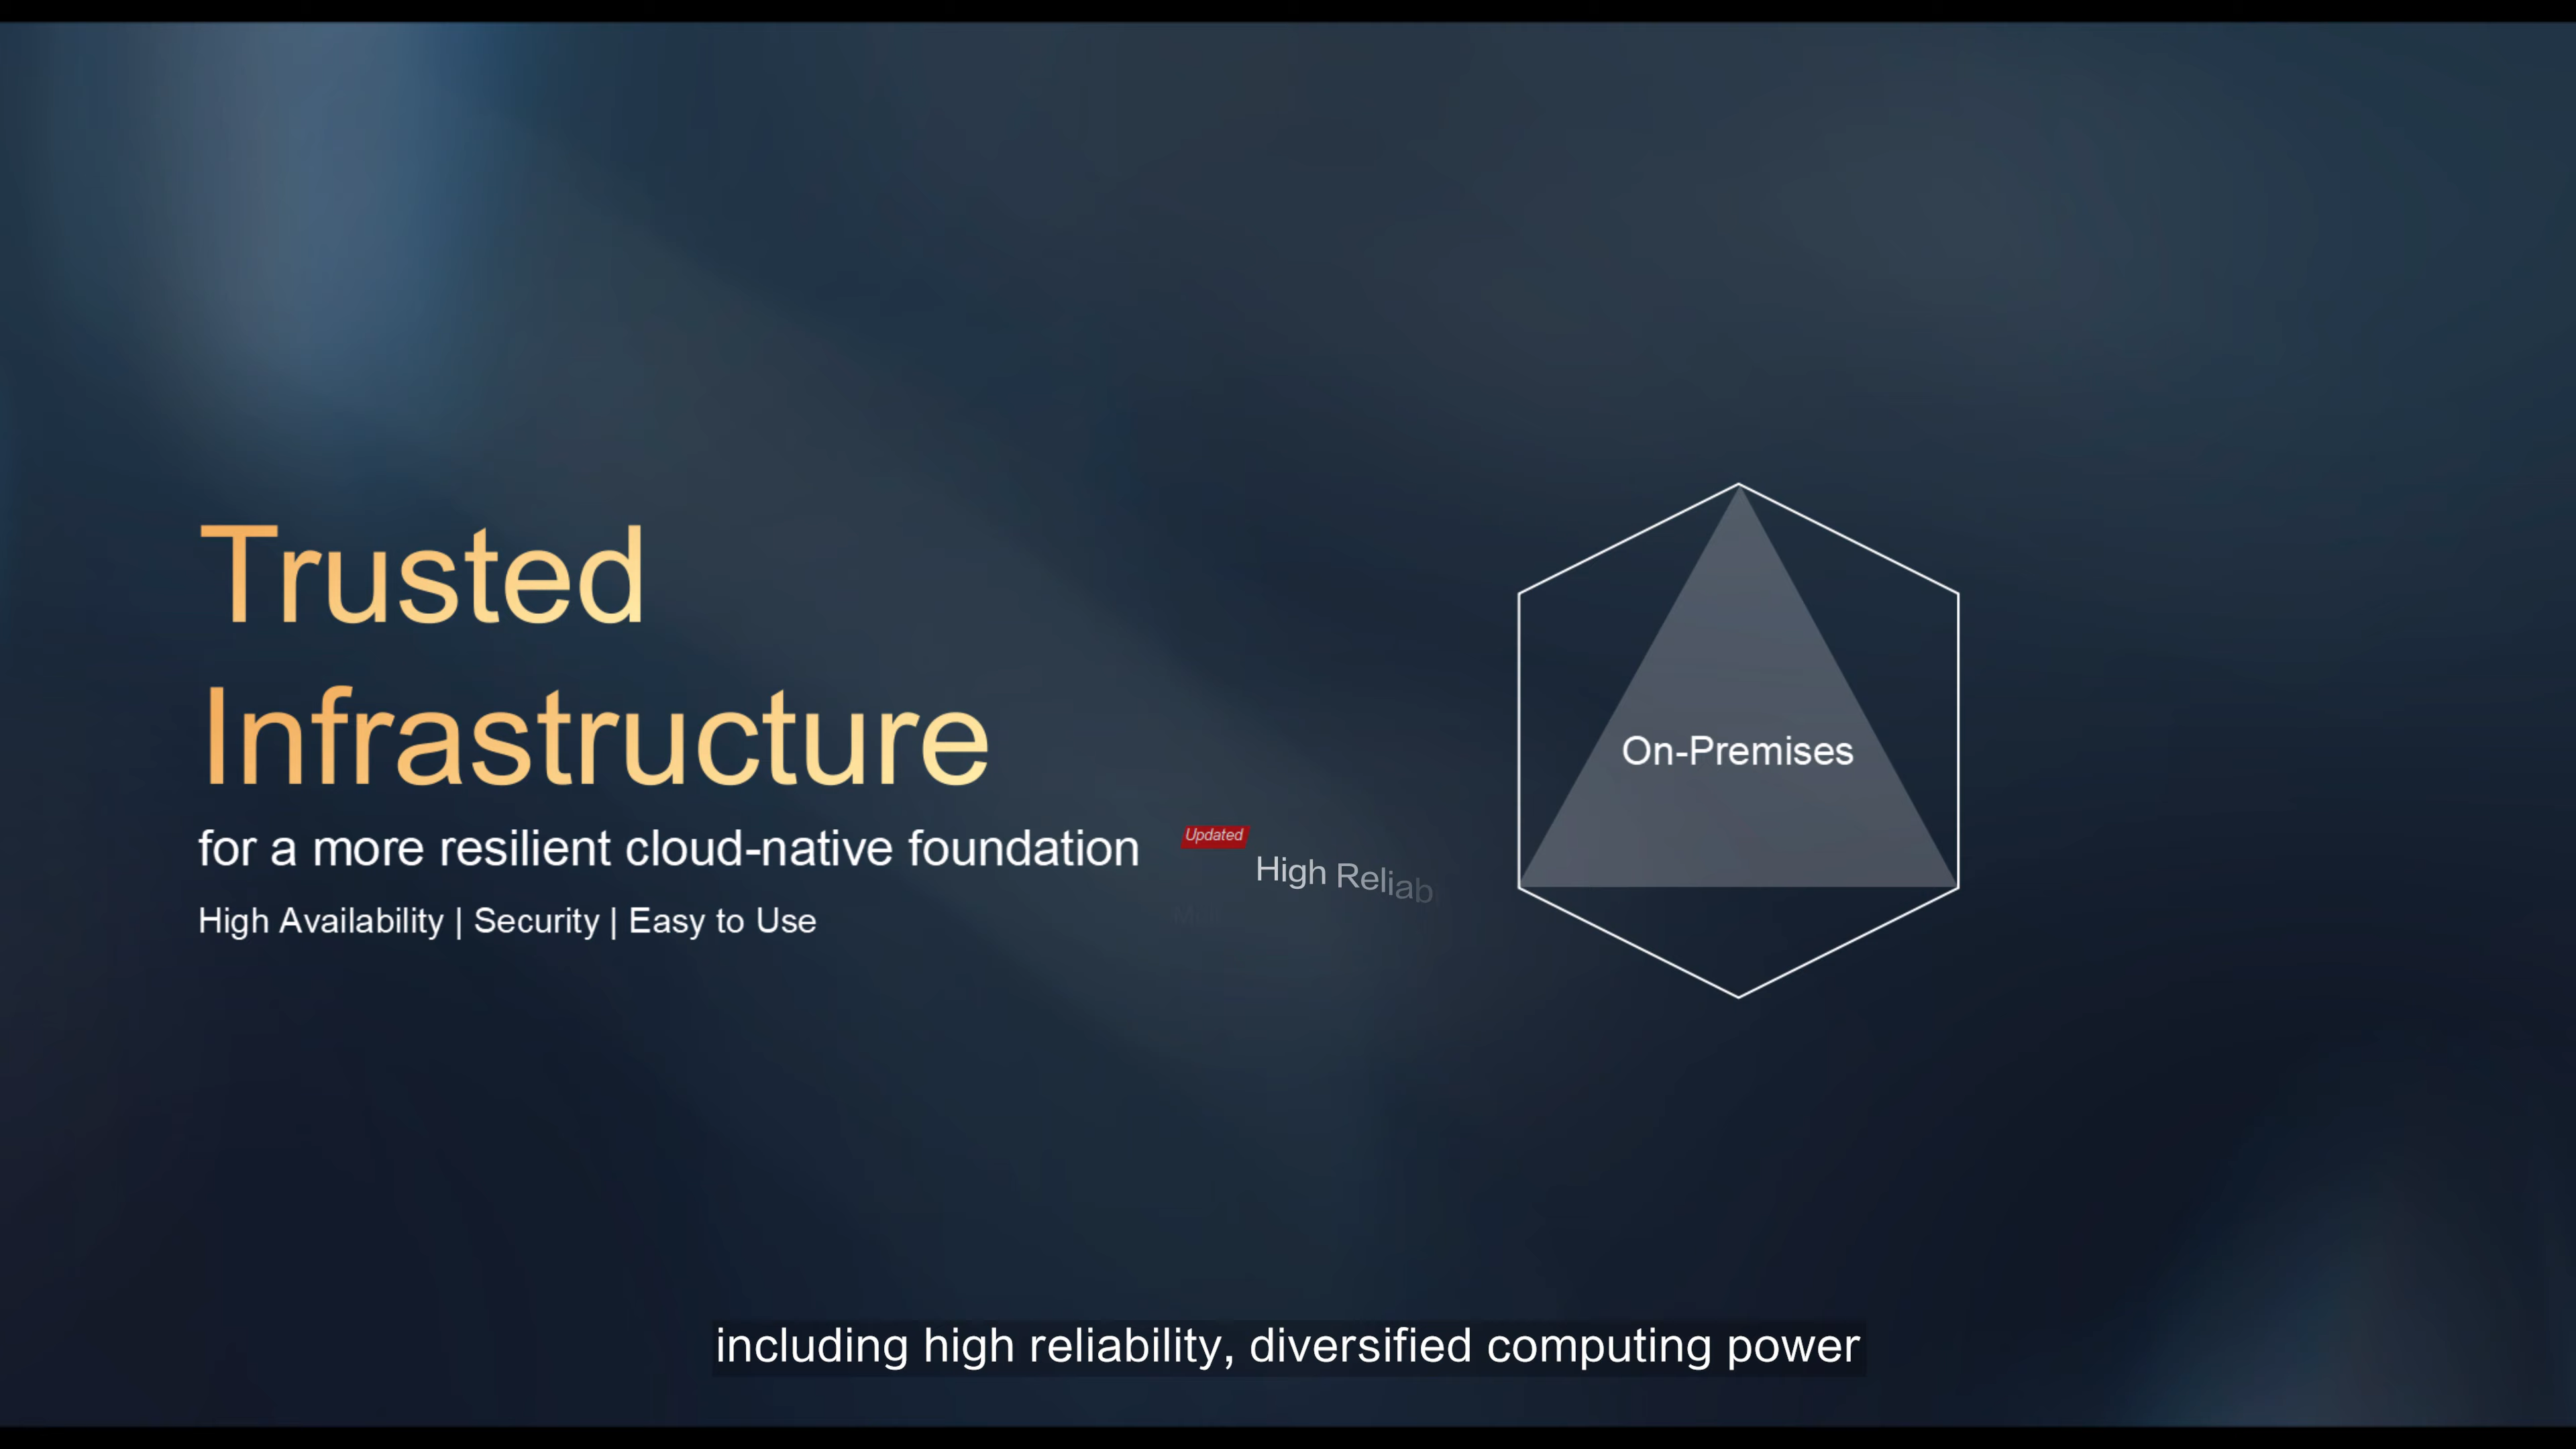 Trusted
Infrastructure
for a more resilient cloud-native foundation
High Availability | Security | Easy to Use
Updated
High Reliab
On-Premises
including high reliability, diversified computing power